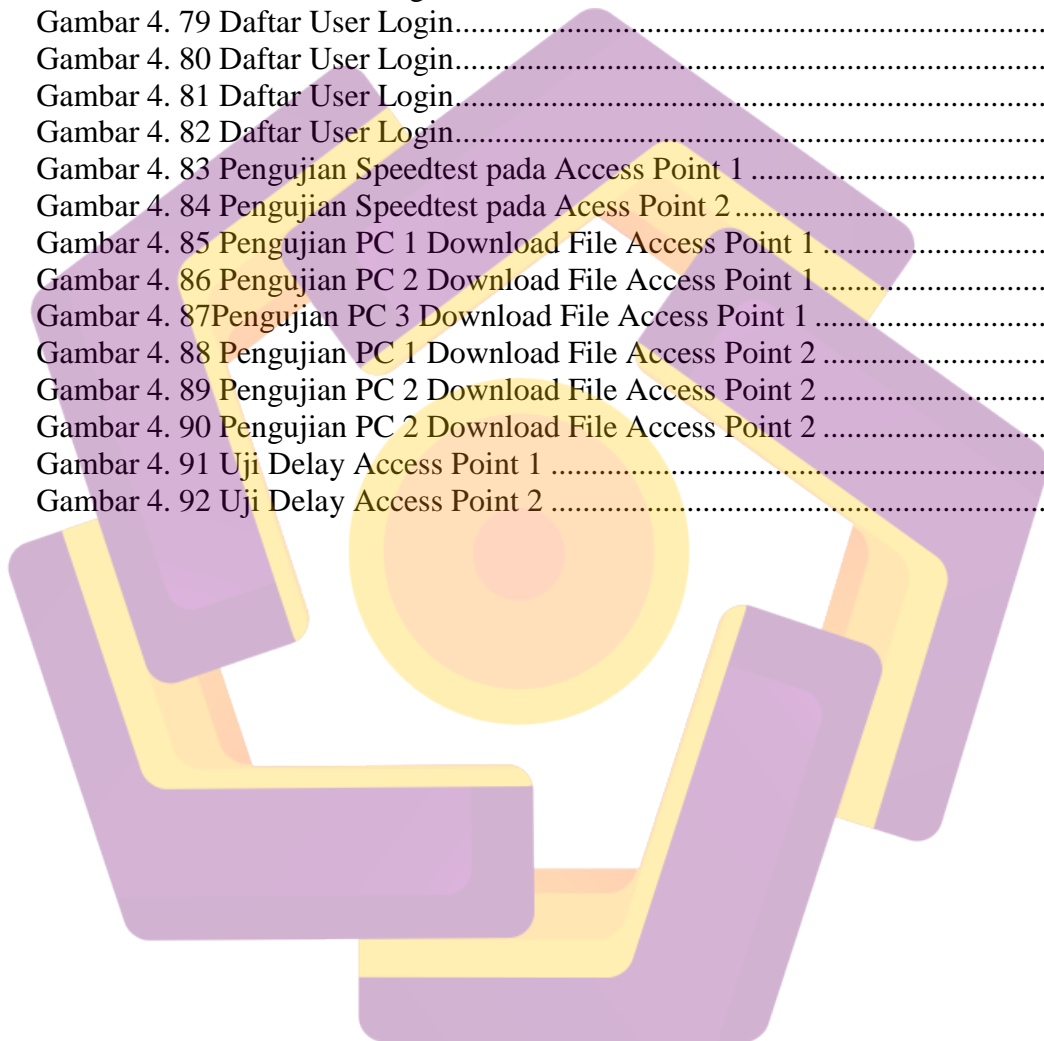 Gambar 4. 79 Daftar User Login........................................................................
Gambar 4. 80 Daftar User Login........................................................................
Gambar 4. 81 Daftar User Login........................................................................
Gambar 4. 82 Daftar User Login........................................................................
Gambar 4. 83 Pengujian Speedtest pada Access Point 1 ....................................
Gambar 4. 84 Pengujian Speedtest pada Acess Point 2......................................
Gambar 4. 85 Pengujian PC 1 Download File Access Point 1 ...........................
Gambar 4. 86 Pengujian PC 2 Download File Access Point 1 ...........................
Gambar 4. 87Pengujian PC 3 Download File Access Point 1 ............................
Gambar 4. 88 Pengujian PC 1 Download File Access Point 2 ...........................
Gambar 4. 89 Pengujian PC 2 Download File Access Point 2 ...........................
Gambar 4. 90 Pengujian PC 2 Download File Access Point 2 ...........................
Gambar 4. 91 Uji Delay Access Point 1 ............................................................
Gambar 4. 92 Uji Delay Access Point 2 ............................................................